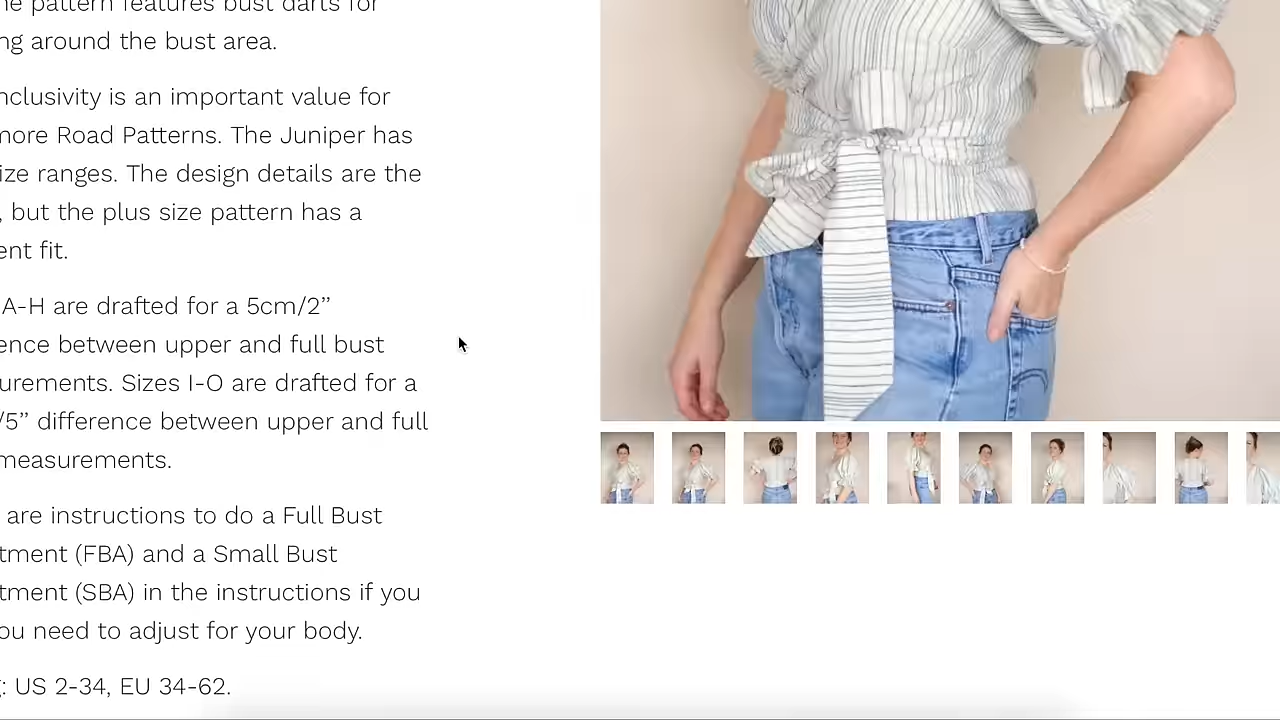 ne pattern features bust darts for
ng around the bust area.
nclusivity is an important value for
more Road Patterns. The Juniper has
ize ranges. The design details are the
, but the plus size pattern has a
ent fit.
A-H are drafted for a 5cm/2”
ence between upper and full bust
urements. Sizes I-O are drafted for a
/5” difference between upper and full
measurements.
are instructions to do a Full Bust
tment (FBA) and a Small Bust
tment (SBA) in the instructions if you
ou need to adjust for your body.
: US 2-34, EU 34-62.